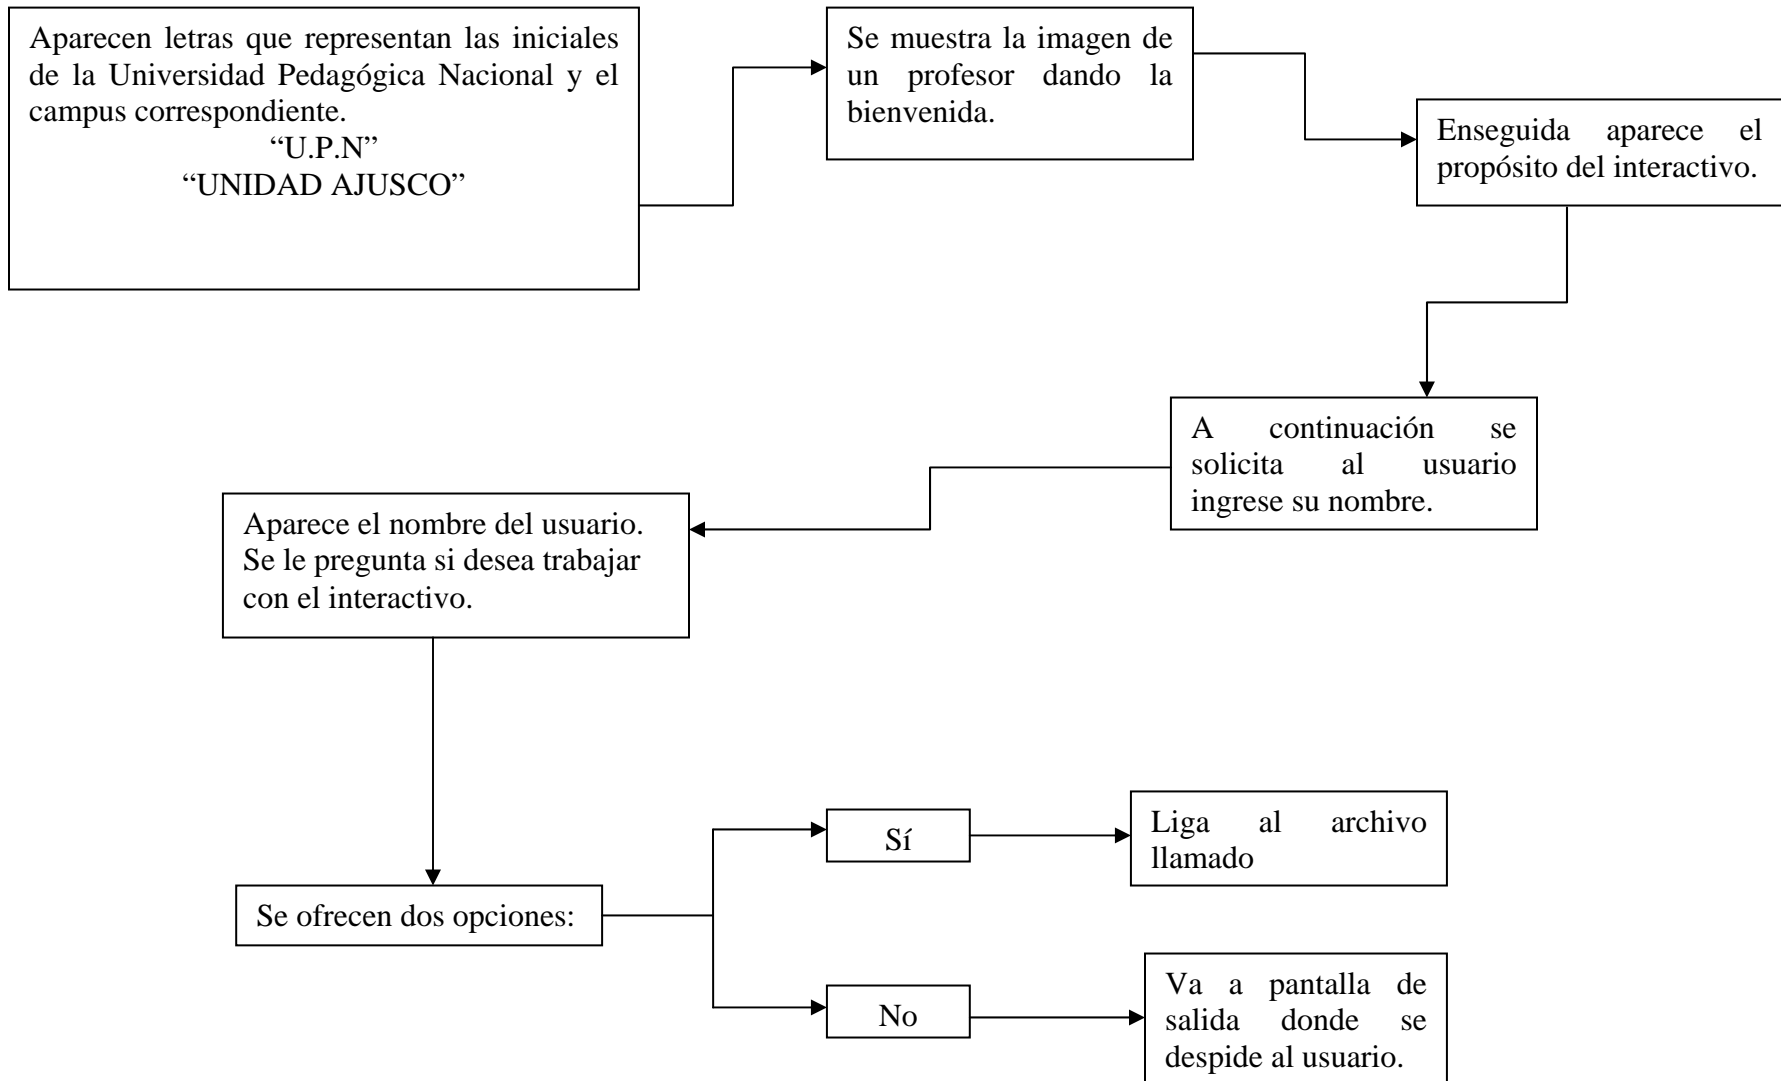 Aparecen letras que representan las iniciales
de la Universidad Pedagógica Nacional y el
campus correspondiente.
“U.P.N”
“UNIDAD AJUSCO”
Se muestra la imagen de
un profesor dando la
bienvenida.
Enseguida aparece el
propósito del interactivo.
A continuación se
solicita al usuario
ingrese su nombre.
Aparece el nombre del usuario.
Se le pregunta si desea trabajar
con el interactivo.
Se ofrecen dos opciones:
Sí
Liga al archivo
llamado
No
Va a pantalla de
salida donde se
despide al usuario.